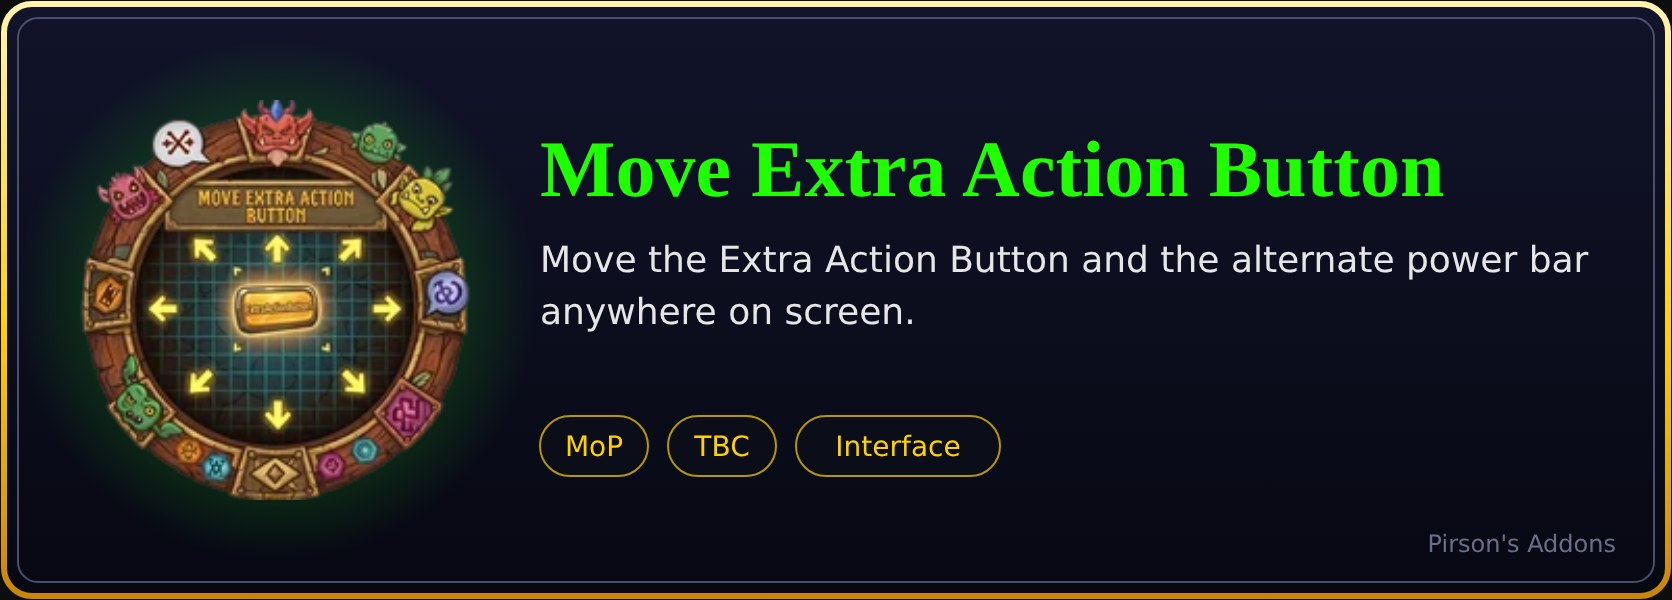 MOVE EXTRA ACTION
BUTTON
Move Extra Action Button
Move the Extra Action Button and the alternate power bar
anywhere on screen.
MoP
TBC
Interface
Pirson's Addons